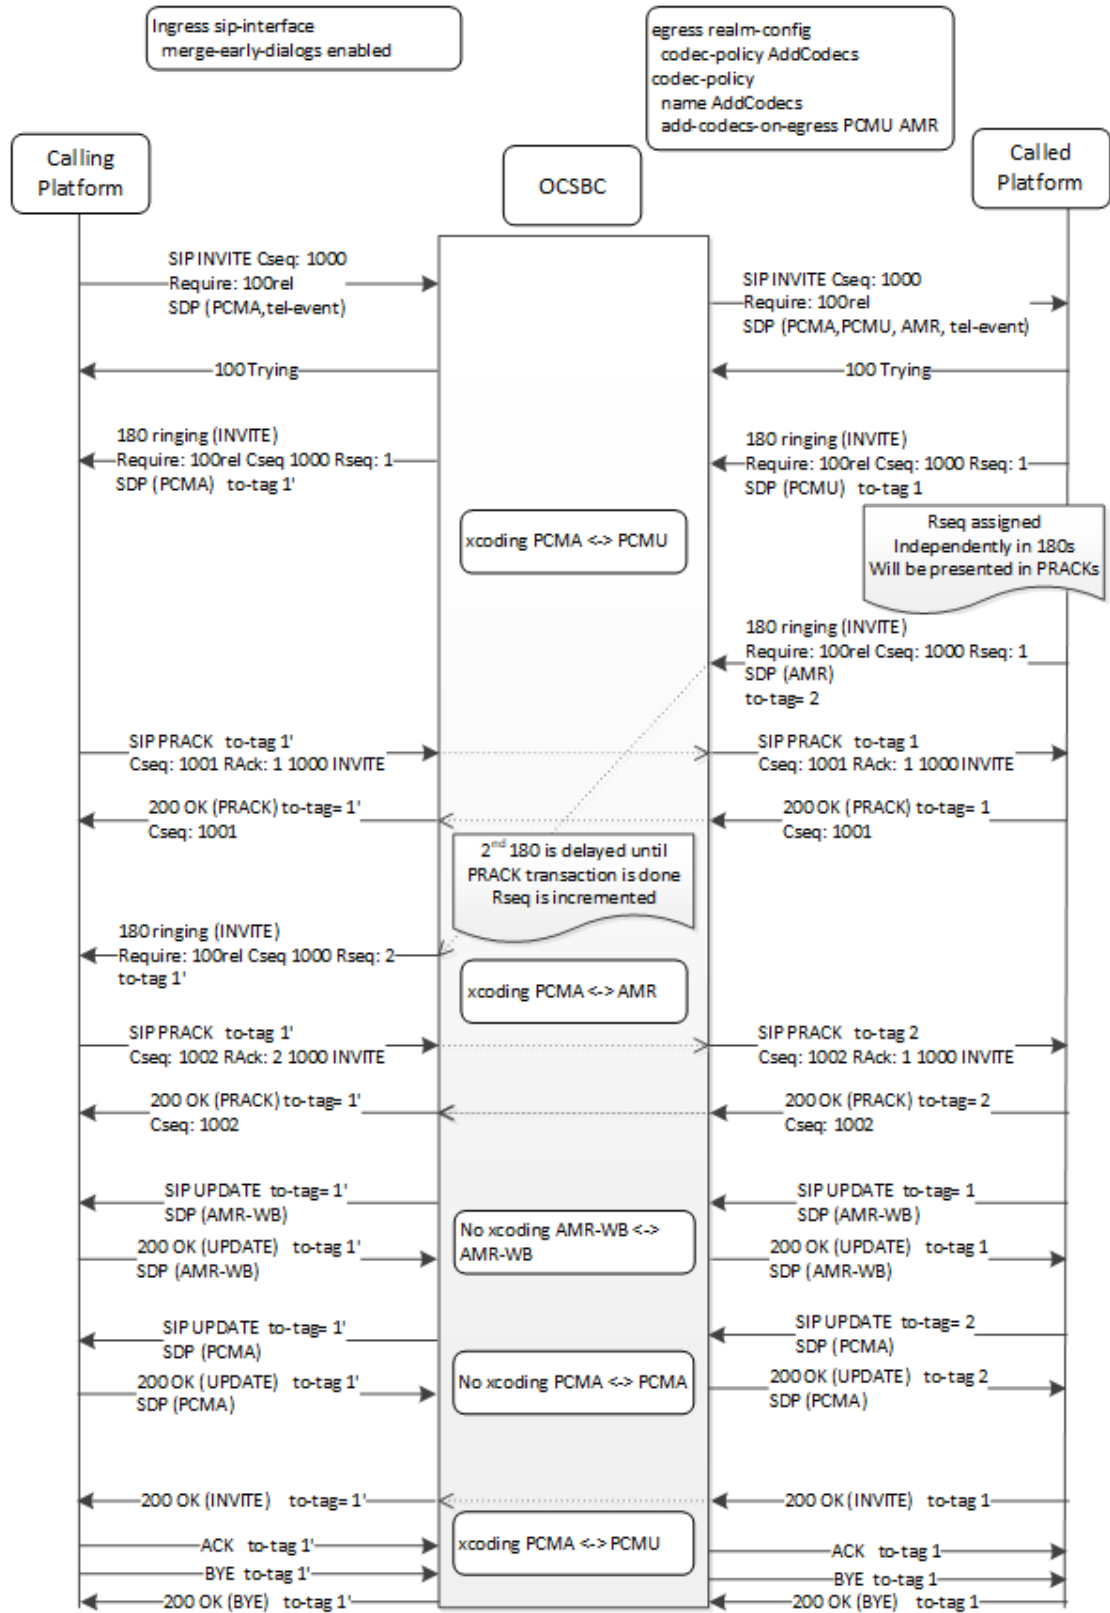 Ingress sip-interface
merge-early-dialogs enabled
egress realm-config
codec-policy AddCodecs
codec-policy
name AddCodecs
add-codecs-on-egress PCMU AMR
Calling
Platform
OCSBC
Called
Platform
SIP INVITE Cseq: 1000
Require: 100rel
SDP (PCMA,tel-event)
SIP INVITE Cseq: 1000
Require: 100rel
SDP (PCMA,PCMU, AMR, tel-event)
100 Trying
100 Trying
180 ringing (INVITE)
Require: 100rel Cseq 1000 Rseq: 1
SDP (PCMA) to-tag 1'
180 ringing (INVITE)
Require: 100rel Cseq: 1000 Rseq: 1
SDP (PCMU) to-tag 1
xcoding PCMA <-> PCMU
Rseq assigned
Independently in 180s
Will be presented in PRACKs
180 ringing (INVITE)
Require: 100rel Cseq: 1000 Rseq: 1
SDP (AMR)
to-tag= 2
SIP PRACK to-tag 1'
Cseq: 1001 RAck: 1 1000 INVITE
SIP PRACK to-tag 1
Cseq: 1001 RAck: 1 1000 INVITE
200 OK (PRACK) to-tag= 1'
Cseq: 1001
200 OK (PRACK) to-tag= 1
Cseq: 1001
2nd 180 is delayed until
PRACK transaction is done
Rseq is incremented
180 ringing (INVITE)
Require: 100rel Cseq 1000 Rseq: 2
to-tag 1'
xcoding PCMA <-> AMR
SIP PRACK to-tag 1'
Cseq: 1002 RAck: 2 1000 INVITE
SIP PRACK to-tag 2
Cseq: 1002 RAck: 1 1000 INVITE
200 OK (PRACK) to-tag= 1'
Cseq: 1002
200 OK (PRACK) to-tag= 2
Cseq: 1002
SIP UPDATE to-tag= 1'
SDP (AMR-WB)
SIP UPDATE to-tag= 1
SDP (AMR-WB)
No xcoding AMR-WB <->
AMR-WB
200 OK (UPDATE) to-tag 1'
SDP (AMR-WB)
200 OK (UPDATE) to-tag 1
SDP (AMR-WB)
SIP UPDATE to-tag= 1'
SDP (PCMA)
SIP UPDATE to-tag= 2
SDP (PCMA)
No xcoding PCMA <-> PCMA
200 OK (UPDATE) to-tag 1'
SDP (PCMA)
200 OK (UPDATE) to-tag 2
SDP (PCMA)
200 OK (INVITE) to-tag= 1'
200 OK (INVITE) to-tag 1
xcoding PCMA <-> PCMU
ACK to-tag 1'
ACK to-tag 1
BYE to-tag 1'
BYE to-tag 1
200 OK (BYE) to-tag 1'
200 OK (BYE) to-tag 1